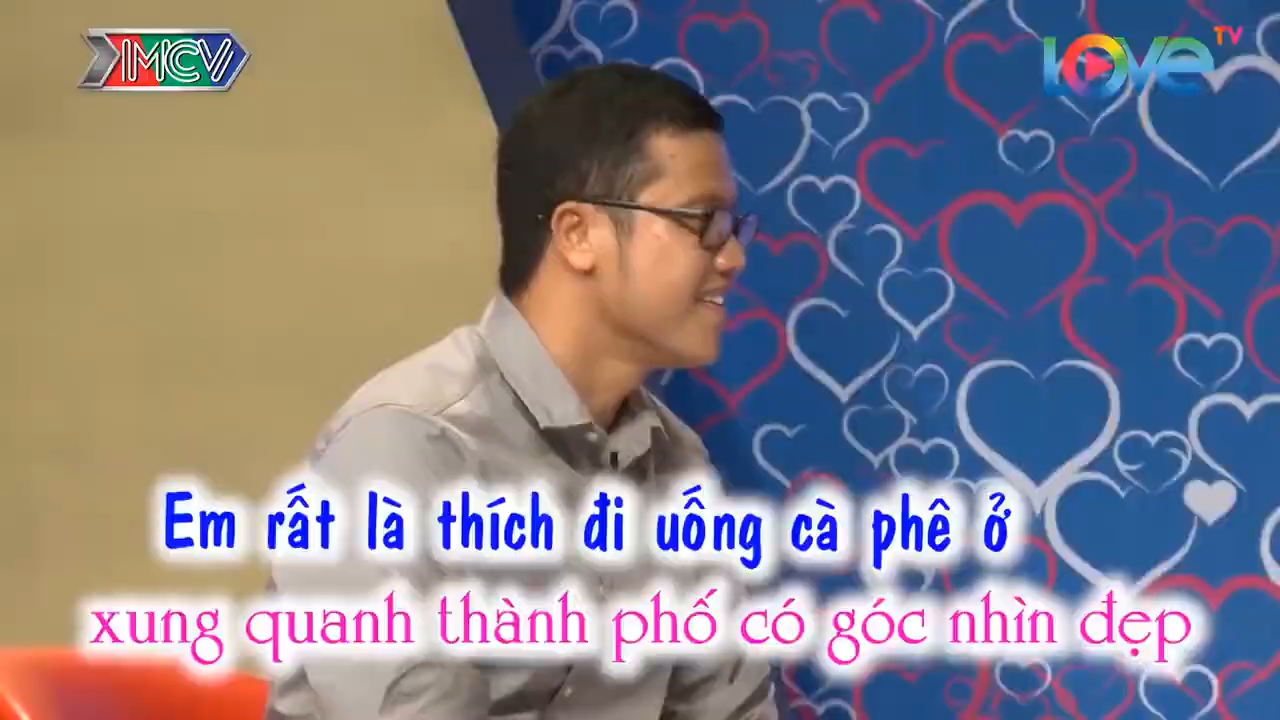 MCV
LOVE TV
Em rất là thích đi uống cà phê ở
xung quanh thành phố có góc nhìn đẹp